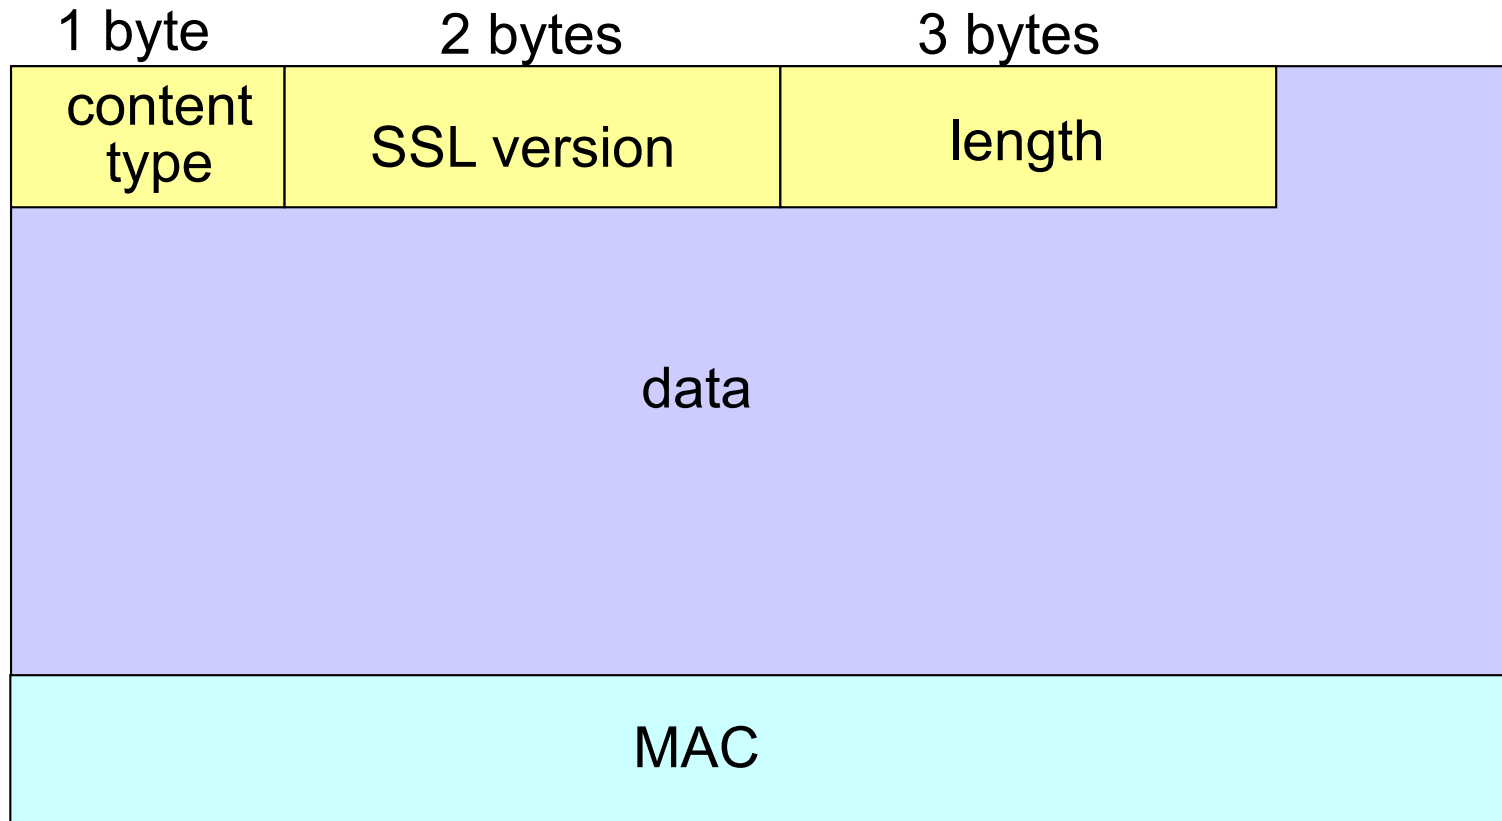 1 byte 2 bytes 3 bytes
content
type
SSL version
length
data
MAC